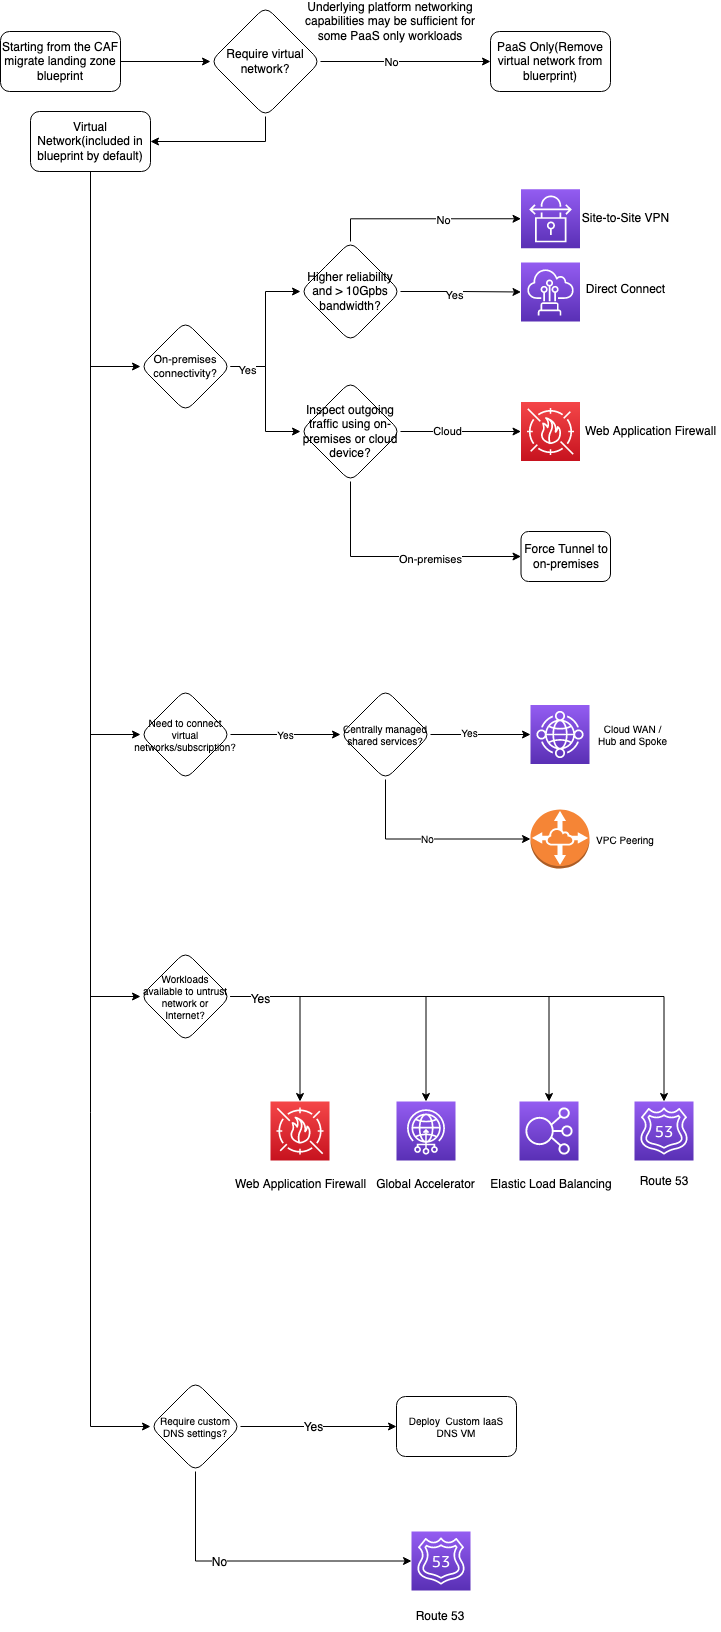 Underlying platform networking
capabilities may be sufficient for
some PaaS only workloads
Starting from the CAF
migrate landing zone
blueprint
Require virtual
network?
No
PaaS Only(Remove
virtual network from
blueprint)
Virtual
Network(included in
blueprint by default)
No
Site-to-Site VPN
Higher reliability
and > 10Gpbs
bandwidth?
Yes
Direct Connect
On-premises
connectivity?
Yes
Inspect outgoing
traffic using on-
premises or cloud
device?
Cloud
Web Application Firewall
On-premises
Force Tunnel to
on-premises
Need to connect
virtual
networks/subscription?
Yes
Centrally managed
shared services?
Yes
Cloud WAN /
Hub and Spoke
No
VPC Peering
Workloads
available to untrust
network or
Internet?
Yes
53
Web Application Firewall
Global Accelerator
Elastic Load Balancing
Route 53
Require custom
DNS settings?
Yes
Deploy Custom IaaS
DNS VM
No
53
Route 53